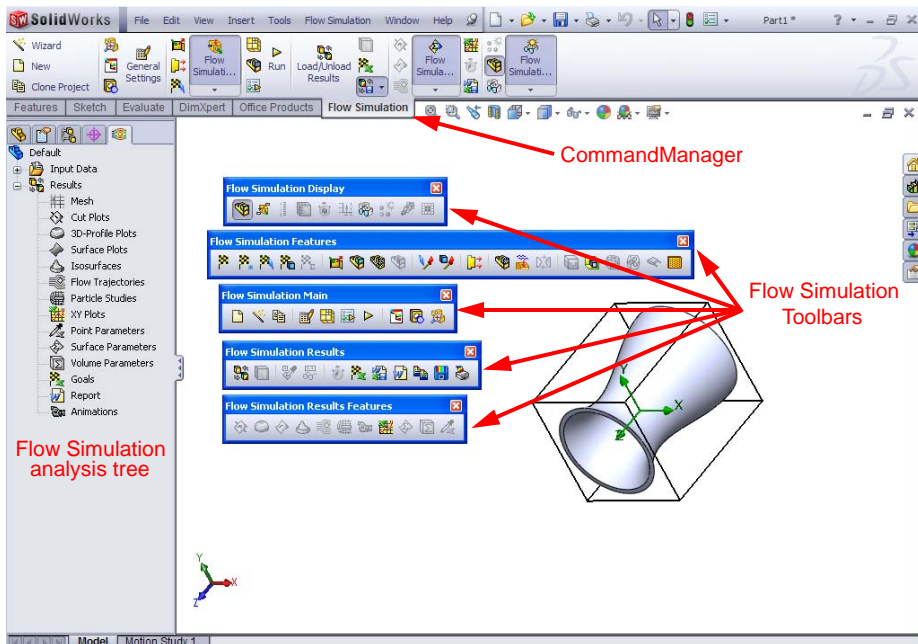 SolidWorks File Edit View Insert Tools Flow Simulation Window Help Part1 *
Wizard
New
Clone Project
General Settings
Flow Simulati...
Run
Load/Unload Results
Flow Simula...
Flow Simulati...
Features Sketch Evaluate DimXpert Office Products Flow Simulation
CommandManager
Default
Input Data
Results
Mesh
Cut Plots
3D-Profile Plots
Surface Plots
Isosurfaces
Flow Trajectories
Particle Studies
XY Plots
Point Parameters
Surface Parameters
Volume Parameters
Goals
Report
Animations
Flow Simulation
analysis tree
Flow Simulation Display
Flow Simulation Features
Flow Simulation Main
Flow Simulation Results
Flow Simulation Results Features
Flow Simulation
Toolbars
Y
X
Z
Y
X
Z
Model Motion Study 1